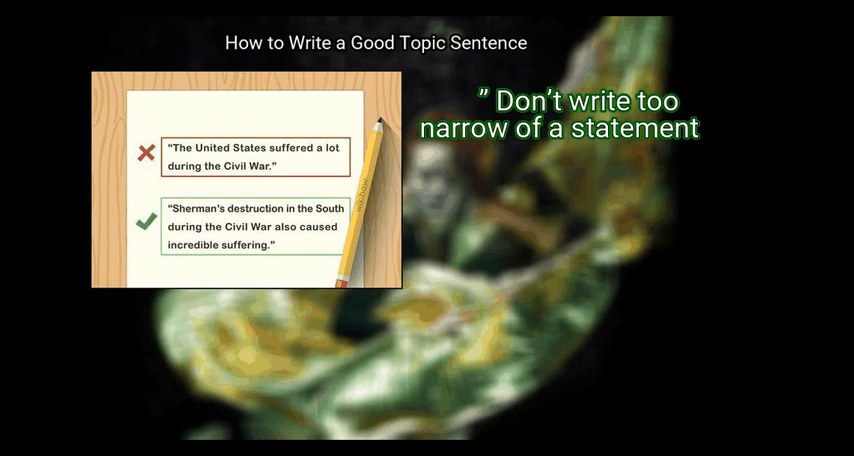 How to Write a Good Topic Sentence
“The United States suffered a lot
during the Civil War.”
“Sherman’s destruction in the South
during the Civil War also caused
incredible suffering.”
wikiHow
” Don’t write too
narrow of a statement